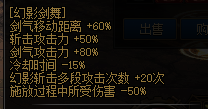 [幻影剑舞]
剑气移动距离 +60%
斩击攻击力 +50%
剑气攻击力 +80%
冷却时间 -15%
幻影斩击多段攻击次数 +20次
施放过程中所受伤害 -50%
出售